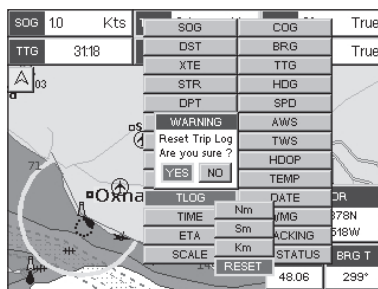 SOG 1.0 Kts
True
TTG 31:18
True
SOG COG
DST BRG
XTE TTG
STR HDG
DPT SPD
AWS
TWS
HDOP
TEMP
TLOG DATE
TIME VMG
ETA ACKING
SCALE STATUS
WARNING
Reset Trip Log
Are you sure ?
YES NO
Nm
Sm
Km
RESET
A 03
71
Oxna
OR
378N
518W
BRG T
48.06 299°